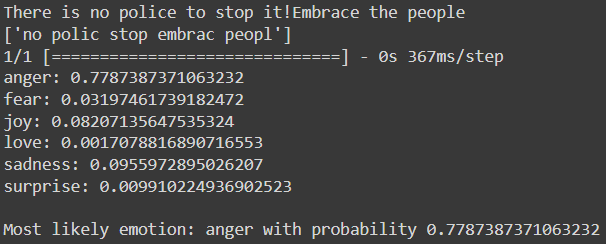 There is no police to stop it!Embrace the people
['no polic stop embrac peopl']
1/1 [==============================] - 0s 367ms/step
anger: 0.7787387371063232
fear: 0.03197461739182472
joy: 0.08207135647535324
love: 0.0017078816890716553
sadness: 0.0955972895026207
surprise: 0.009910224936902523
Most likely emotion: anger with probability 0.7787387371063232